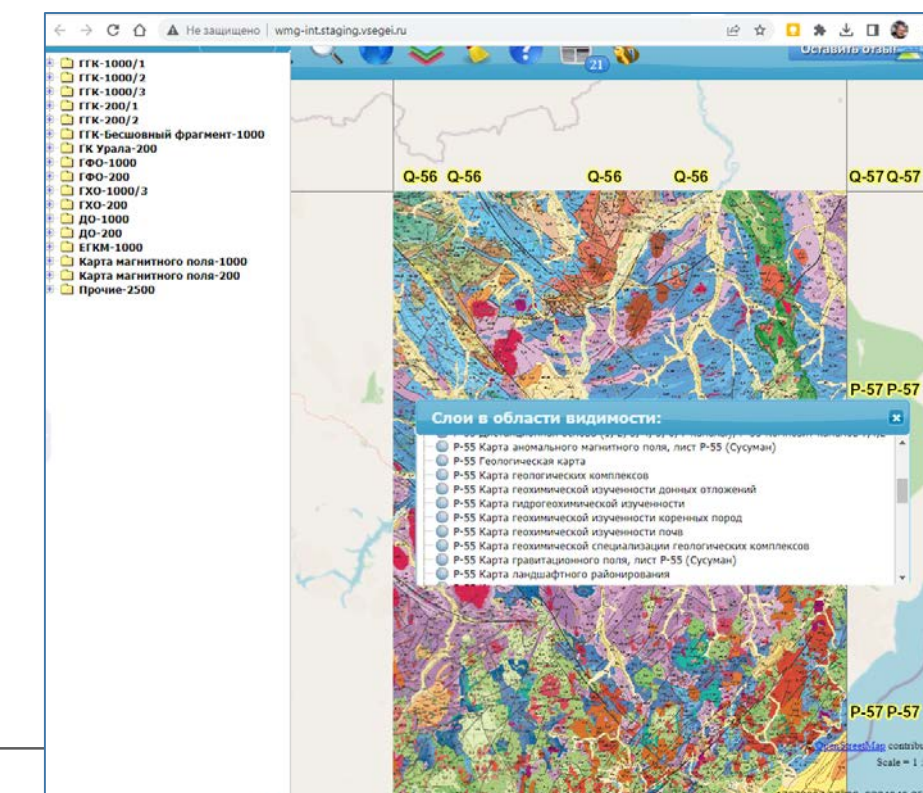 Не защищено | wmg-int.staging.vsegei.ru
Оставить отзыв
21
ГГК-1000/1
ГГК-1000/2
ГГК-1000/3
ГГК-200/1
ГГК-200/2
ГГК-Бесшовный фрагмент-1000
ГК Урала-200
ГФО-1000
ГФО-200
ГХО-1000/3
ГХО-200
ДО-1000
ДО-200
ЕГКМ-1000
Карта магнитного поля-1000
Карта магнитного поля-200
Прочие-2500
Q-56 Q-56 Q-56 Q-56 Q-57 Q-57
P-57 P-57
Слои в области видимости:
P-55 Карта аномального магнитного поля, лист P-55 (Сусуман)
P-55 Геологическая карта
P-55 Карта геологических комплексов
P-55 Карта геохимической изученности донных отложений
P-55 Карта гидрогеохимической изученности
P-55 Карта геохимической изученности коренных пород
P-55 Карта геохимической изученности почв
P-55 Карта геохимической специализации геологических комплексов
P-55 Карта гравитационного поля, лист P-55 (Сусуман)
P-55 Карта ландшафтного районирования
P-57 P-57
OpenStreetMap contribu
Scale = 1 :